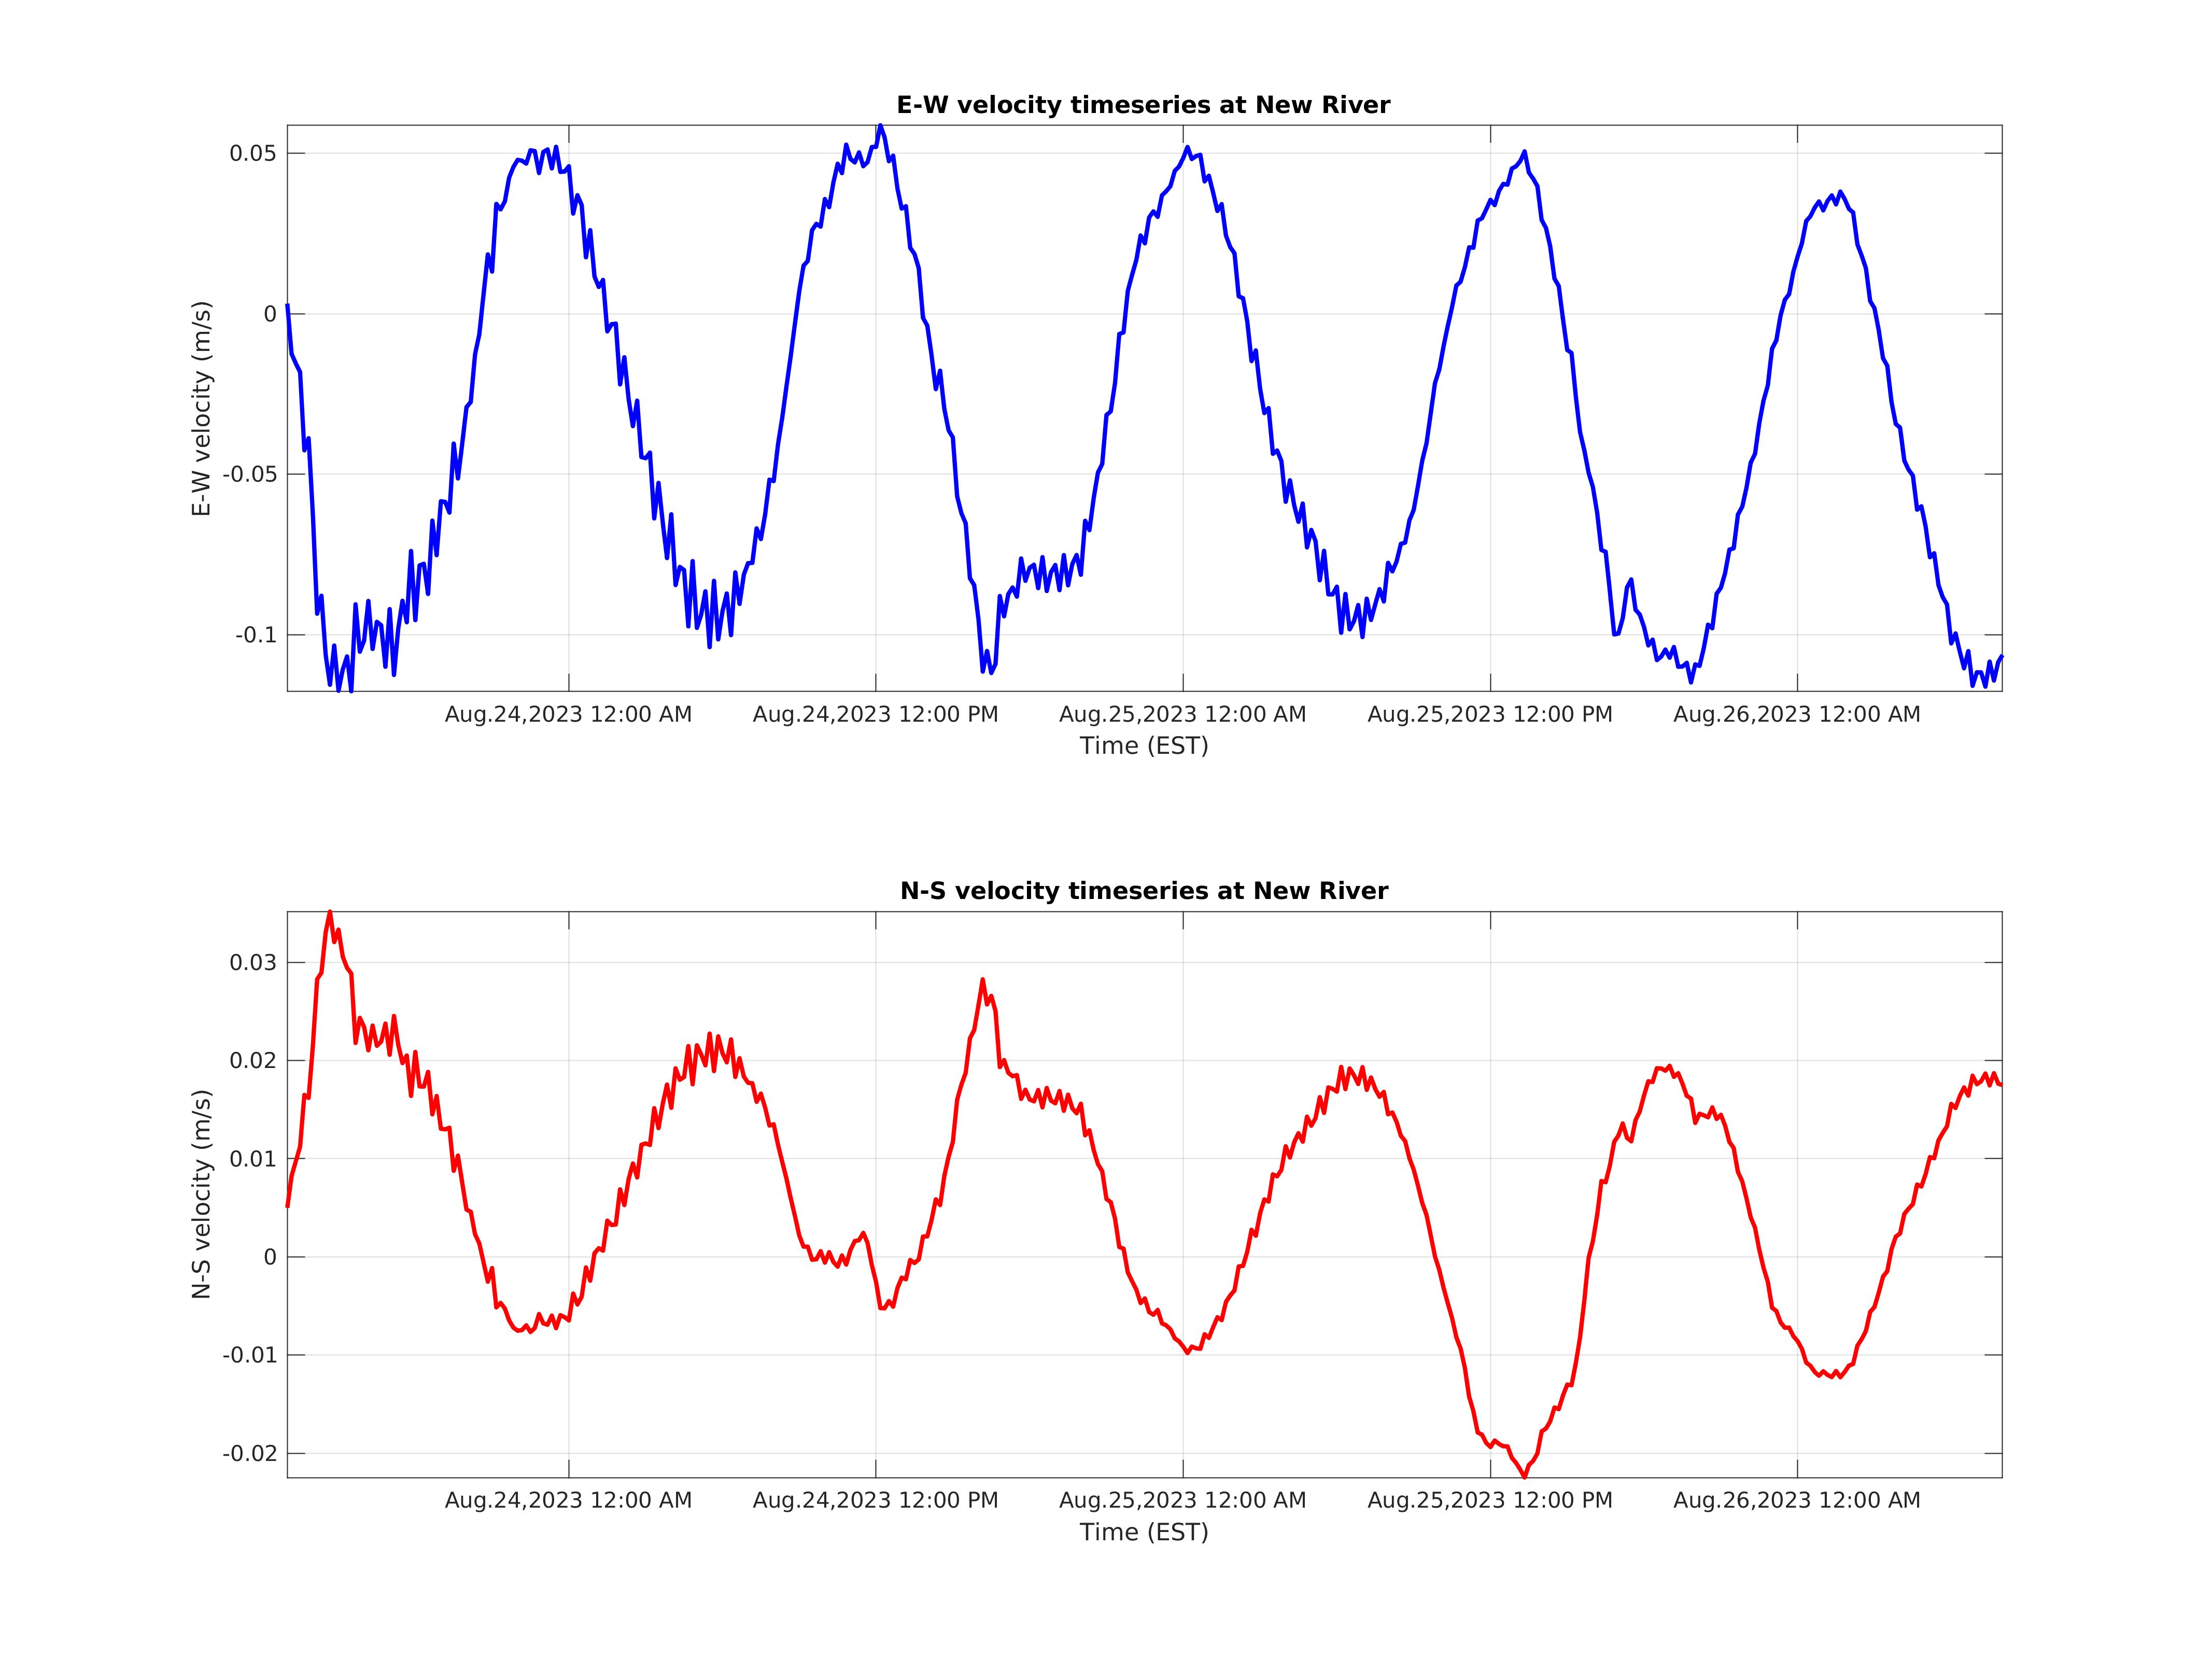 E-W velocity timeseries at New River
E-W velocity (m/s)
0.05
0
-0.05
-0.1
Aug.24,2023 12:00 AM
Aug.24,2023 12:00 PM
Aug.25,2023 12:00 AM
Aug.25,2023 12:00 PM
Aug.26,2023 12:00 AM
Time (EST)
N-S velocity timeseries at New River
N-S velocity (m/s)
0.03
0.02
0.01
0
-0.01
-0.02
Aug.24,2023 12:00 AM
Aug.24,2023 12:00 PM
Aug.25,2023 12:00 AM
Aug.25,2023 12:00 PM
Aug.26,2023 12:00 AM
Time (EST)